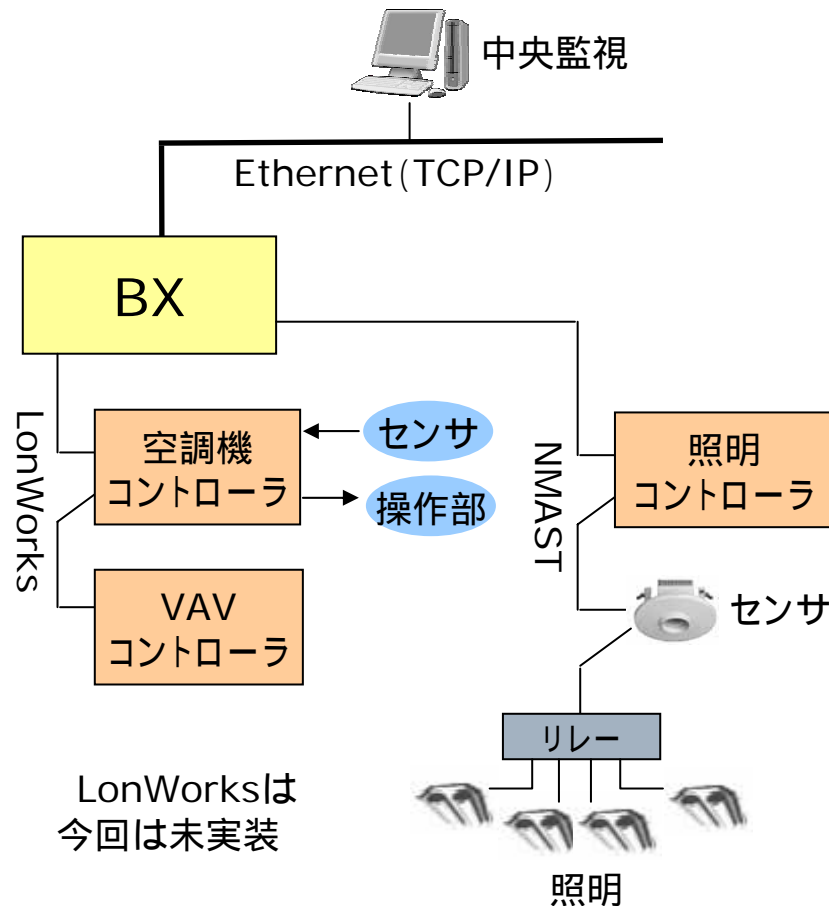 中央監視
Ethernet(TCP/IP)
BX
LonWorks
空調機
コントローラ
センサ
操作部
VAV
コントローラ
NMAST
照明
コントローラ
センサ
リレー
照明
LonWorksは
今回は未実装